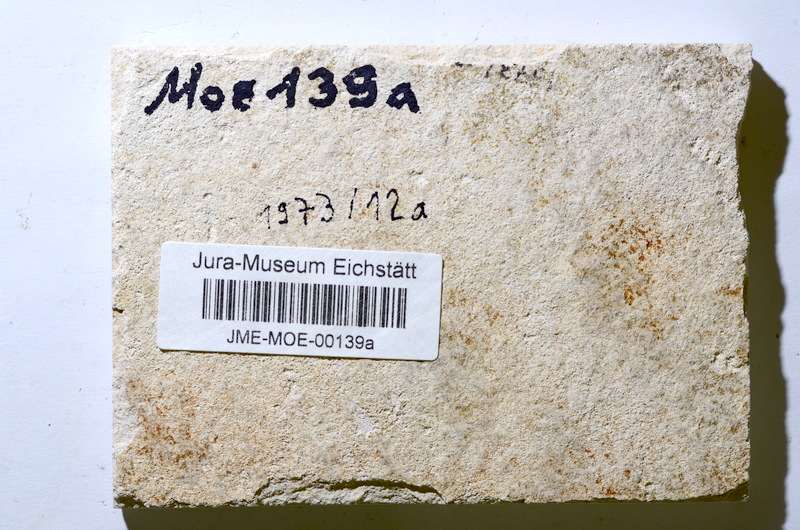 Moe 139a
1973/12a
Jura-Museum Eichstätt
JME-MOE-00139a